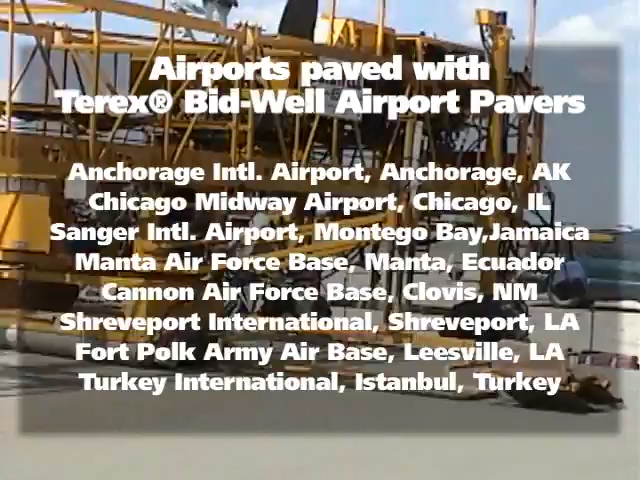 Airports paved with
Terex® Bid-Well Airport Pavers
Anchorage Intl. Airport, Anchorage, AK
Chicago Midway Airport, Chicago, IL
Sanger Intl. Airport, Montego Bay,Jamaica
Manta Air Force Base, Manta, Ecuador
Cannon Air Force Base, Clovis, NM
Shreveport International, Shreveport, LA
Fort Polk Army Air Base, Leesville, LA
Turkey International, Istanbul, Turkey